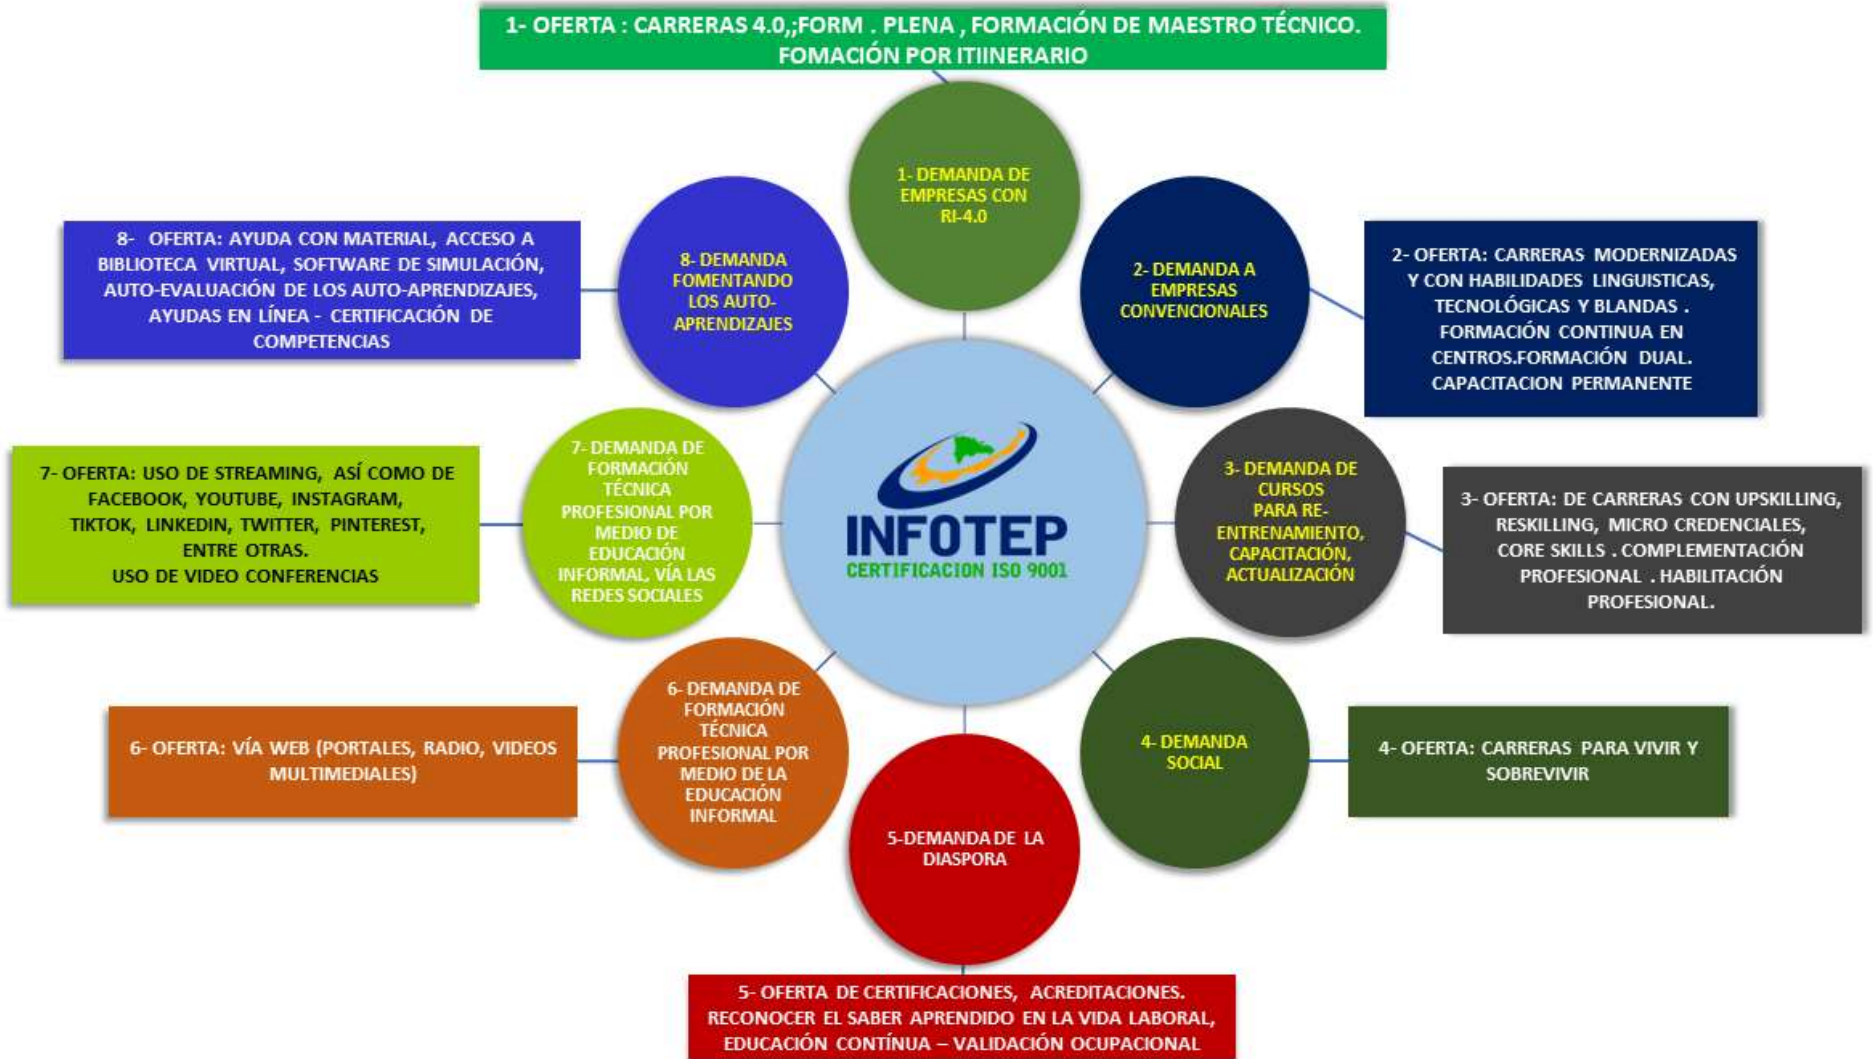 1- OFERTA : CARRERAS 4.0,;FORM . PLENA , FORMACIÓN DE MAESTRO TÉCNICO.
FOMACIÓN POR ITIINERARIO
1- DEMANDA DE
EMPRESAS CON
RI-4.0
2- DEMANDA A
EMPRESAS
CONVENCIONALES
2- OFERTA: CARRERAS MODERNIZADAS
Y CON HABILIDADES LINGUISTICAS,
TECNOLÓGICAS Y BLANDAS .
FORMACIÓN CONTINUA EN
CENTROS.FORMACIÓN DUAL.
CAPACITACION PERMANENTE
3- DEMANDA DE
CURSOS
PARA RE-
ENTRENAMIENTO,
CAPACITACIÓN,
ACTUALIZACIÓN
3- OFERTA: DE CARRERAS CON UPSKILLING,
RESKILLING, MICRO CREDENCIALES,
CORE SKILLS . COMPLEMENTACIÓN
PROFESIONAL . HABILITACIÓN
PROFESIONAL.
4- DEMANDA
SOCIAL
4- OFERTA: CARRERAS PARA VIVIR Y
SOBREVIVIR
5-DEMANDA DE LA
DIASPORA
5- OFERTA DE CERTIFICACIONES, ACREDITACIONES.
RECONOCER EL SABER APRENDIDO EN LA VIDA LABORAL,
EDUCACIÓN CONTÍNUA – VALIDACIÓN OCUPACIONAL
6- DEMANDA DE
FORMACIÓN
TÉCNICA
PROFESIONAL POR
MEDIO DE LA
EDUCACIÓN
INFORMAL
6- OFERTA: VÍA WEB (PORTALES, RADIO, VIDEOS
MULTIMEDIALES)
7- DEMANDA DE
FORMACIÓN
TÉCNICA
PROFESIONAL POR
MEDIO DE
EDUCACIÓN
INFORMAL, VÍA LAS
REDES SOCIALES
7- OFERTA: USO DE STREAMING, ASÍ COMO DE
FACEBOOK, YOUTUBE, INSTAGRAM,
TIKTOK, LINKEDIN, TWITTER, PINTEREST,
ENTRE OTRAS.
USO DE VIDEO CONFERENCIAS
8- DEMANDA
FOMENTANDO
LOS AUTO-
APRENDIZAJES
8- OFERTA: AYUDA CON MATERIAL, ACCESO A
BIBLIOTECA VIRTUAL, SOFTWARE DE SIMULACIÓN,
AUTO-EVALUACIÓN DE LOS AUTO-APRENDIZAJES,
AYUDAS EN LÍNEA - CERTIFICACIÓN DE
COMPETENCIAS
INFOTEP
CERTIFICACION ISO 9001